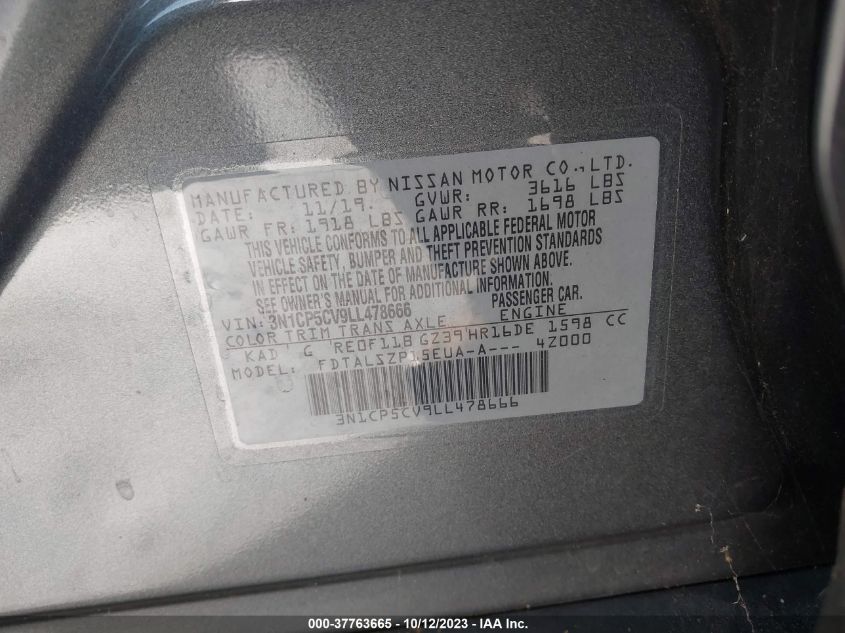 MANUFACTURED BY NISSAN MOTOR CO.,LTD.
DATE: 11/19 GVWR: 3616 LBS
GAWR FR: 1918 LBS GAWR RR: 1698 LBS
THIS VEHICLE CONFORMS TO ALL APPLICABLE FEDERAL MOTOR
VEHICLE SAFETY, BUMPER AND THEFT PREVENTION STANDARDS
IN EFFECT ON THE DATE OF MANUFACTURE SHOWN ABOVE.
SEE OWNER'S MANUAL FOR ADDITIONAL INFORMATION.
VIN: 3N1CP5CV9LL478666 PASSENGER CAR.
COLOR TRIM TRANS AXLE ENGINE
KAD G RE0F11B GZ39 HR16DE 1598 CC
MODEL: FDTALSZP15EUA-A--- 4Z000
3N1CP5CV9LL478666
000-37763665 - 10/12/2023 - COPART, INC.